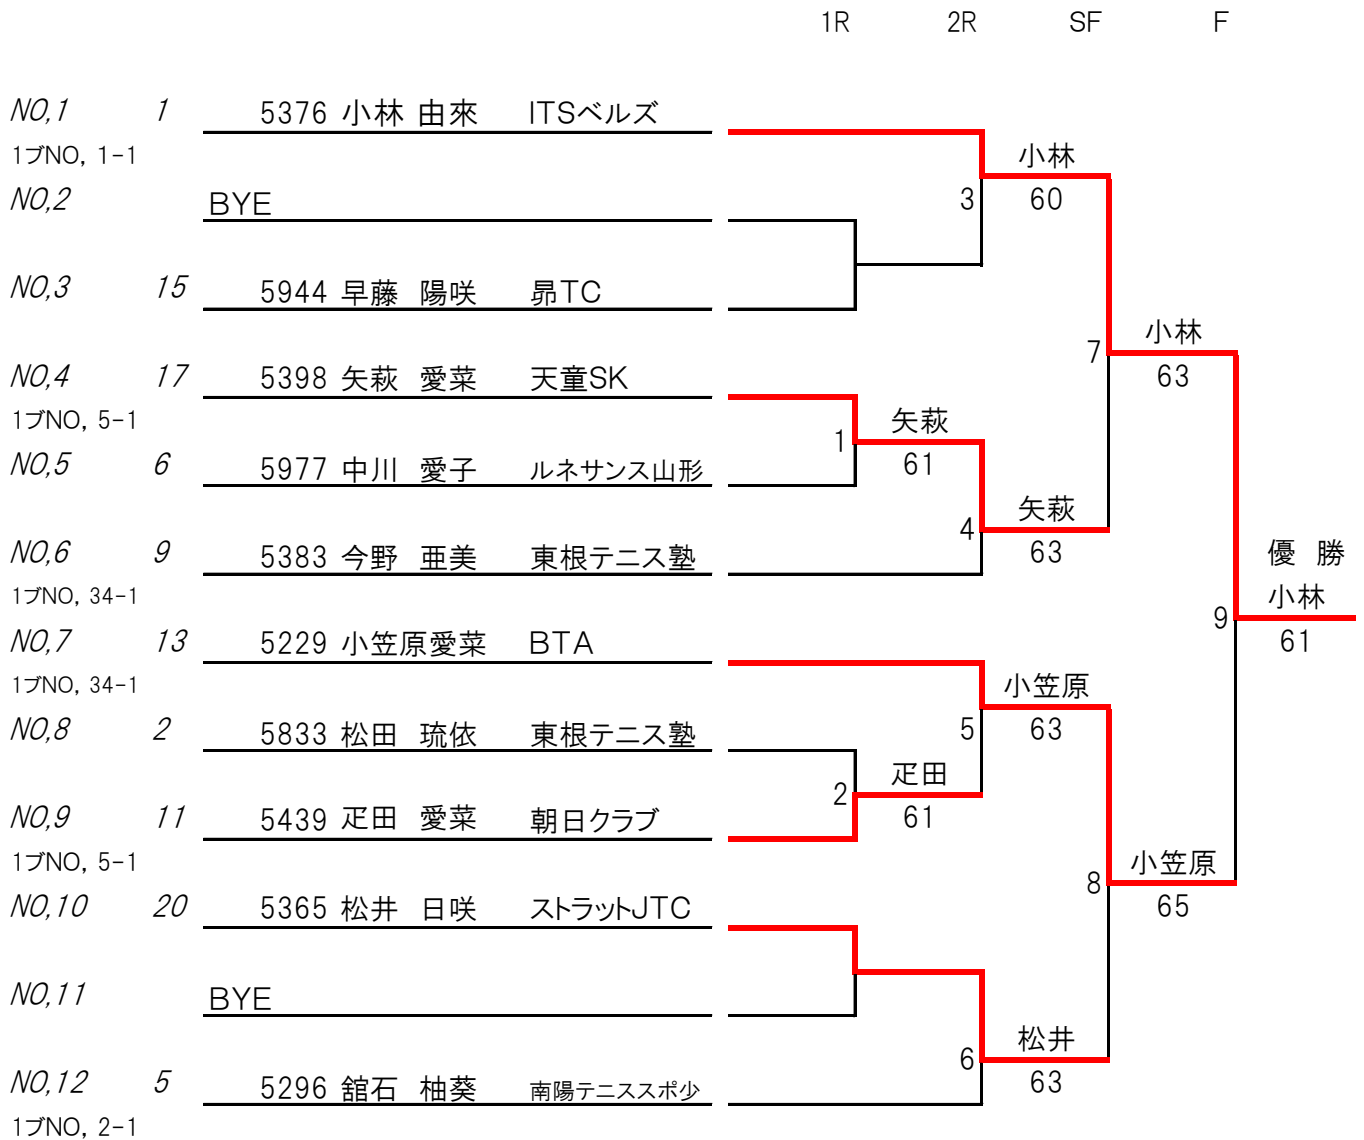 1R 2R SF F
NO,1 1 5376 小林 由來 ITSベルズ
1ブNO, 1-1 小林
NO,2 BYE 3 60
NO,3 15 5944 早藤 陽咲 昴TC
小林
7
NO,4 17 5398 矢萩 愛菜 天童SK 63
1ブNO, 5-1 矢萩
1
NO,5 6 5977 中川 愛子 ルネサンス山形 61
矢萩
4
NO,6 9 5383 今野 亜美 東根テニス塾 63 優 勝
1ブNO, 34-1 小林
9
NO,7 13 5229 小笠原愛菜 BTA 61
1ブNO, 34-1 小笠原
NO,8 2 5833 松田 琉依 東根テニス塾 5 63
疋田
2
NO,9 11 5439 疋田 愛菜 朝日クラブ 61
1ブNO, 5-1 小笠原
8
NO,10 20 5365 松井 日咲 ストラットJTC 65
NO,11 BYE
松井
6
NO,12 5 5296 舘石 柚葵 南陽テニススポ少 63
1ブNO, 2-1